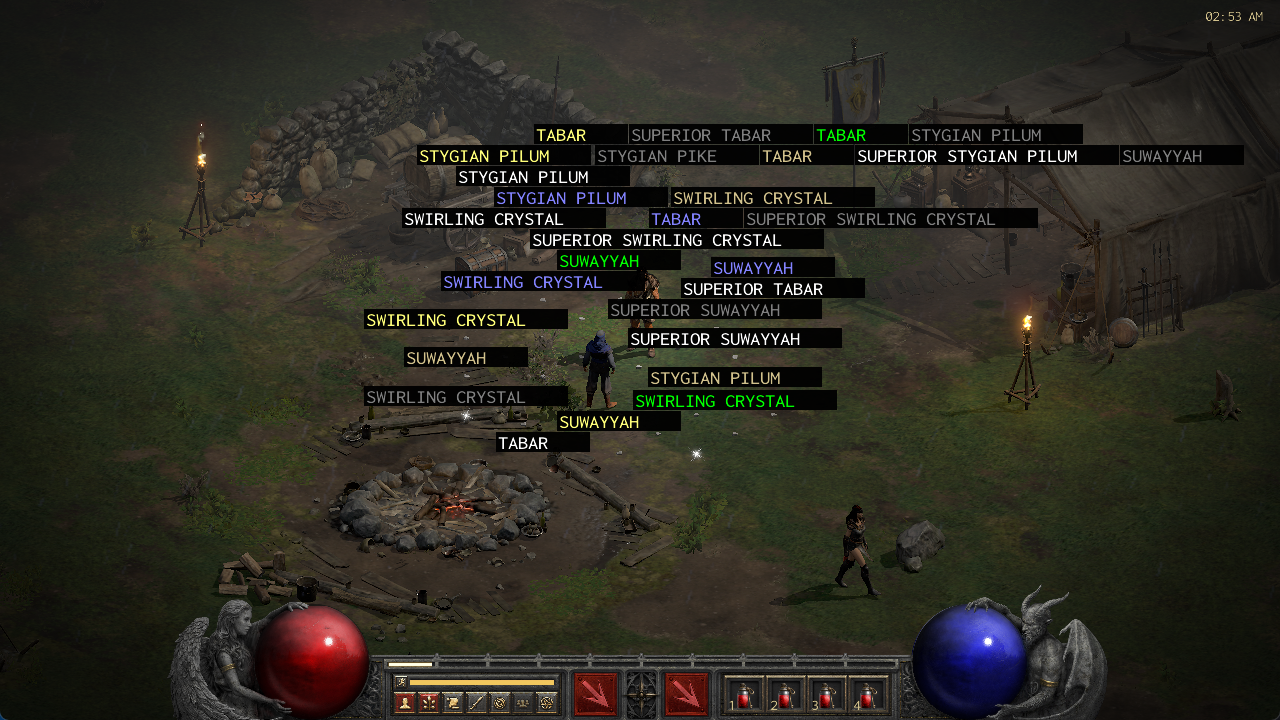 02:53 AM
TABAR SUPERIOR TABAR TABAR STYGIAN PILUM
STYGIAN PILUM STYGIAN PIKE TABAR SUPERIOR STYGIAN PILUM SUWAYYAH
STYGIAN PILUM
STYGIAN PILUM SWIRLING CRYSTAL
SWIRLING CRYSTAL TABAR SUPERIOR SWIRLING CRYSTAL
SUPERIOR SWIRLING CRYSTAL
SUWAYYAH SUWAYYAH
SWIRLING CRYSTAL SUPERIOR TABAR
SUPERIOR SUWAYYAH
SWIRLING CRYSTAL
SUPERIOR SUWAYYAH
SUWAYYAH
STYGIAN PILUM
SWIRLING CRYSTAL SWIRLING CRYSTAL
SUWAYYAH
TABAR
1 2 3 4